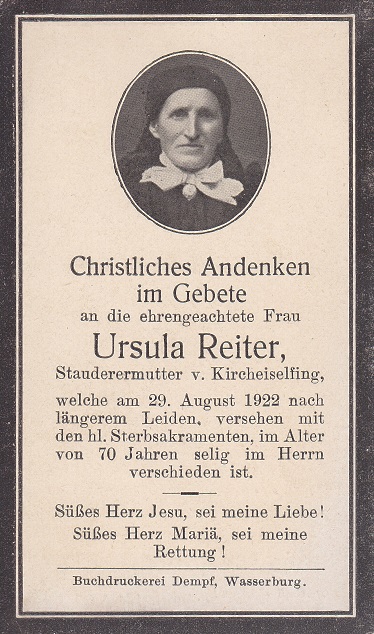 Christliches Andenken
im Gebete
an die ehrengeachtete Frau
Ursula Reiter,
Stauderermutter v. Kircheiselfing,
welche am 29. August 1922 nach
längerem Leiden, versehen mit
den hl. Sterbsakramenten, im Alter
von 70 Jahren selig im Herrn
verschieden ist.
Süßes Herz Jesu, sei meine Liebe!
Süßes Herz Mariä, sei meine
Rettung!
Buchdruckerei Dempf, Wasserburg.